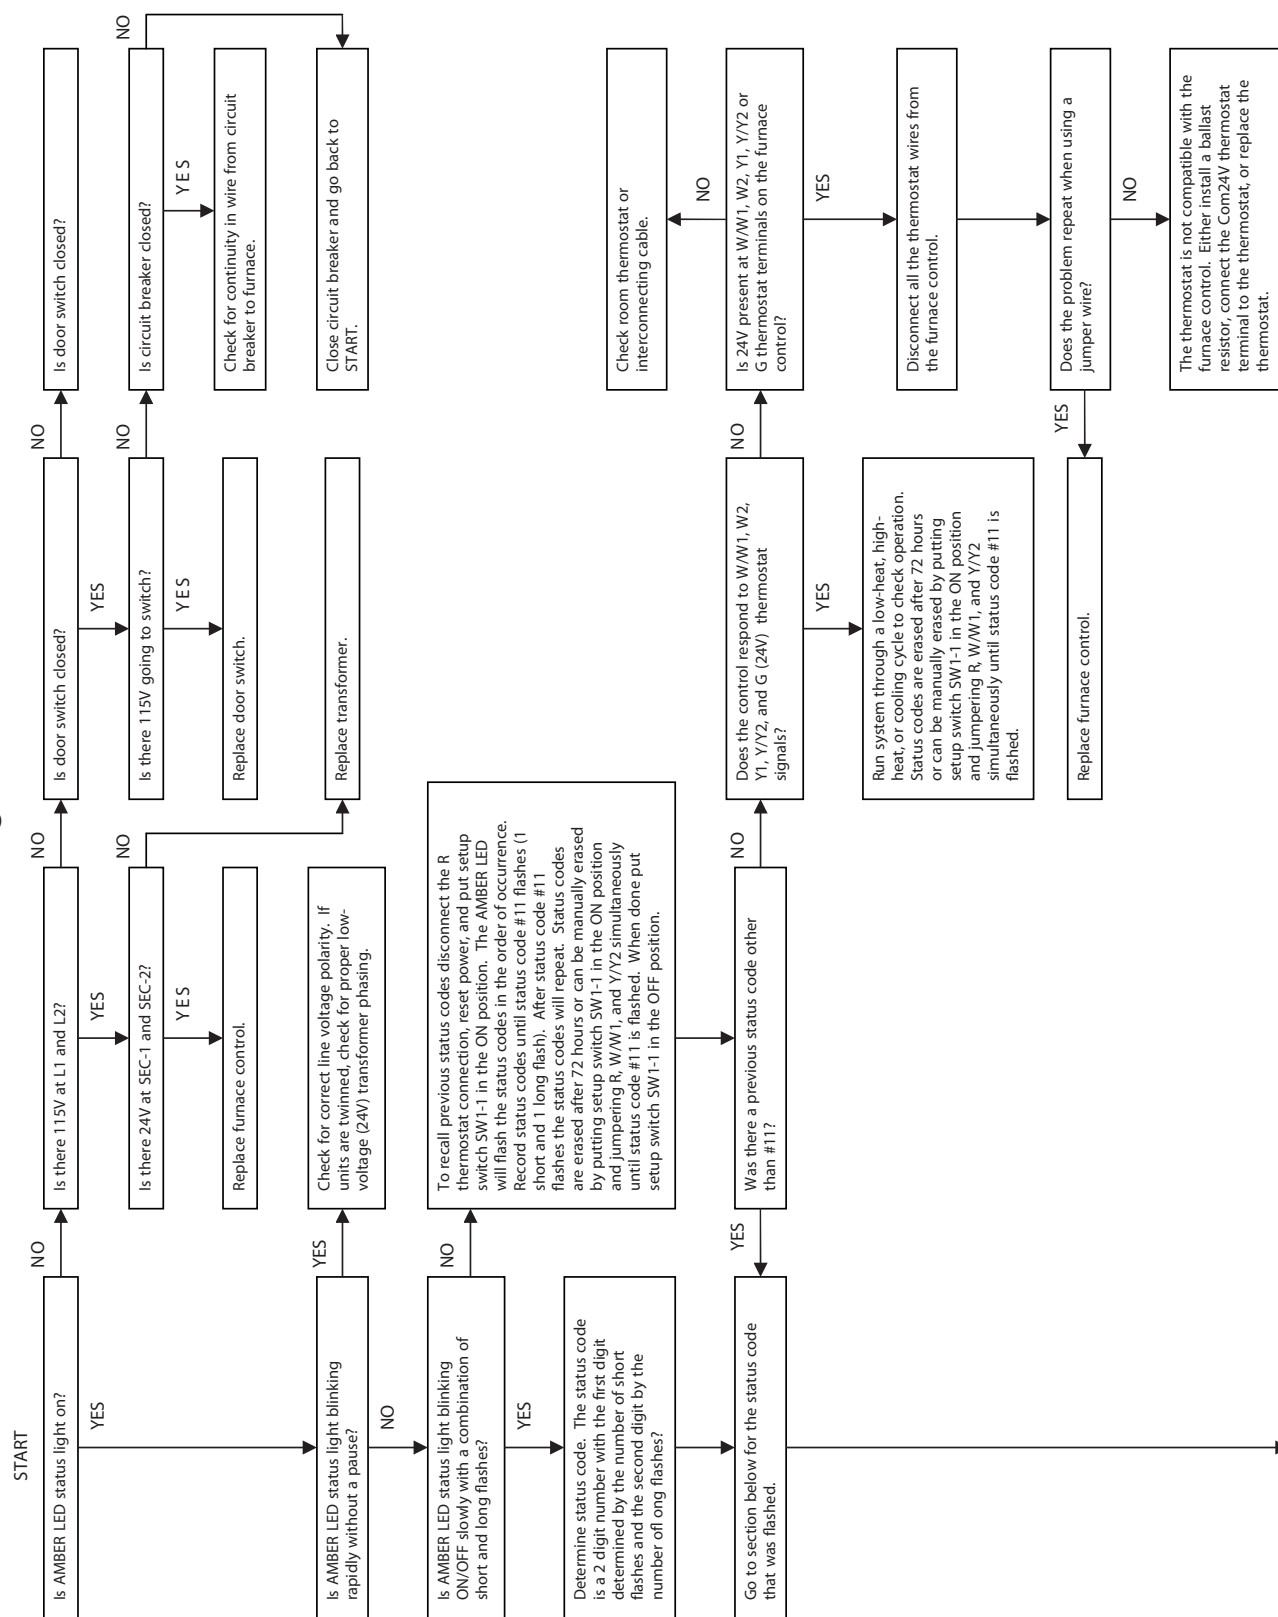 START
Is AMBER LED status light on?
NO
YES
Is there 115V at L1 and L2?
NO
YES
Is door switch closed?
NO
YES
Is door switch closed?
Is there 24V at SEC-1 and SEC-2?
NO
YES
Is there 115V going to switch?
NO
YES
Is circuit breaker closed?
NO
YES
Replace furnace control.
Replace door switch.
Check for continuity in wire from circuit
breaker to furnace.
Is AMBER LED status light blinking
rapidly without a pause?
YES
NO
Check for correct line voltage polarity. If
units are twinned, check for proper low-
voltage (24V) transformer phasing.
Replace transformer.
Close circuit breaker and go back to
START.
Is AMBER LED status light blinking
ON/OFF slowly with a combination of
short and long flashes?
NO
YES
To recall previous status codes disconnect the R
thermostat connection, reset power, and put setup
switch SW1-1 in the ON position. The AMBER LED
will flash the status codes in the order of occurrence.
Record status codes until status code #11 flashes (1
short and 1 long flash). After status code #11
flashes the status codes will repeat. Status codes
are erased after 72 hours or can be manually erased
by putting setup switch SW1-1 in the ON position
and jumpering R, W/W1, and Y/Y2 simultaneously
until status code #11 is flashed. When done put
setup switch SW1-1 in the OFF position.
Determine status code. The status code
is a 2 digit number with the first digit
determined by the number of short
flashes and the second digit by the
number ofl ong flashes?
Go to section below for the status code
that was flashed.
YES
Was there a previous status code other
than #11?
NO
Does the control respond to W/W1, W2,
Y1, Y/Y2, and G (24V) thermostat
signals?
NO
YES
Run system through a low-heat, high-
heat, or cooling cycle to check operation.
Status codes are erased after 72 hours
or can be manually erased by putting
setup switch SW1-1 in the ON position
and jumpering R, W/W1, and Y/Y2
simultaneously until status code #11 is
flashed.
Check room thermostat or
interconnecting cable.
NO
Is 24V present at W/W1, W2, Y1, Y/Y2 or
G thermostat terminals on the furnace
control?
YES
Disconnect all the thermostat wires from
the furnace control.
Does the problem repeat when using a
jumper wire?
YES
NO
Replace furnace control.
The thermostat is not compatible with the
furnace control. Either install a ballast
resistor, connect the Com24V thermostat
terminal to the thermostat, or replace the
thermostat.